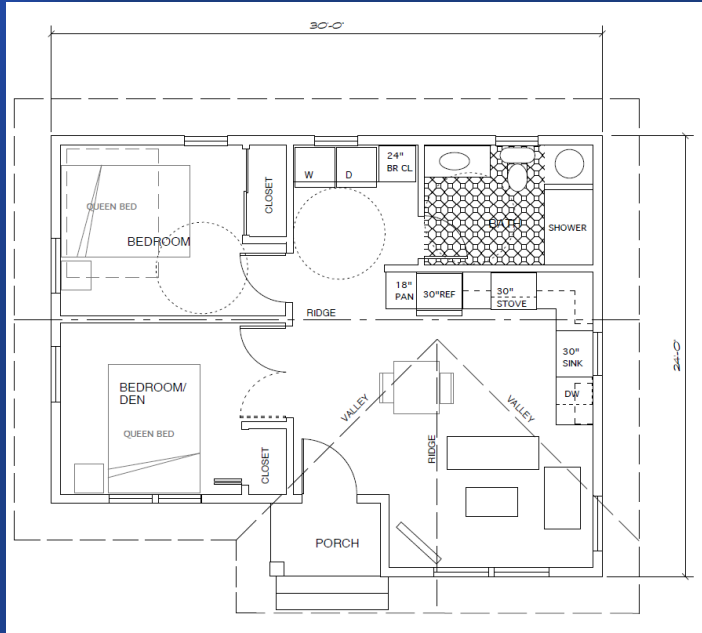 30'-0"
24"
BR CL
W
D
CLOSET
QUEEN BED
BEDROOM
BATH
SHOWER
18"
PAN
30"REF
30"
STOVE
RIDGE
30"
SINK
24'-0"
BEDROOM/
DEN
DW
VALLEY
VALLEY
QUEEN BED
RIDGE
CLOSET
PORCH